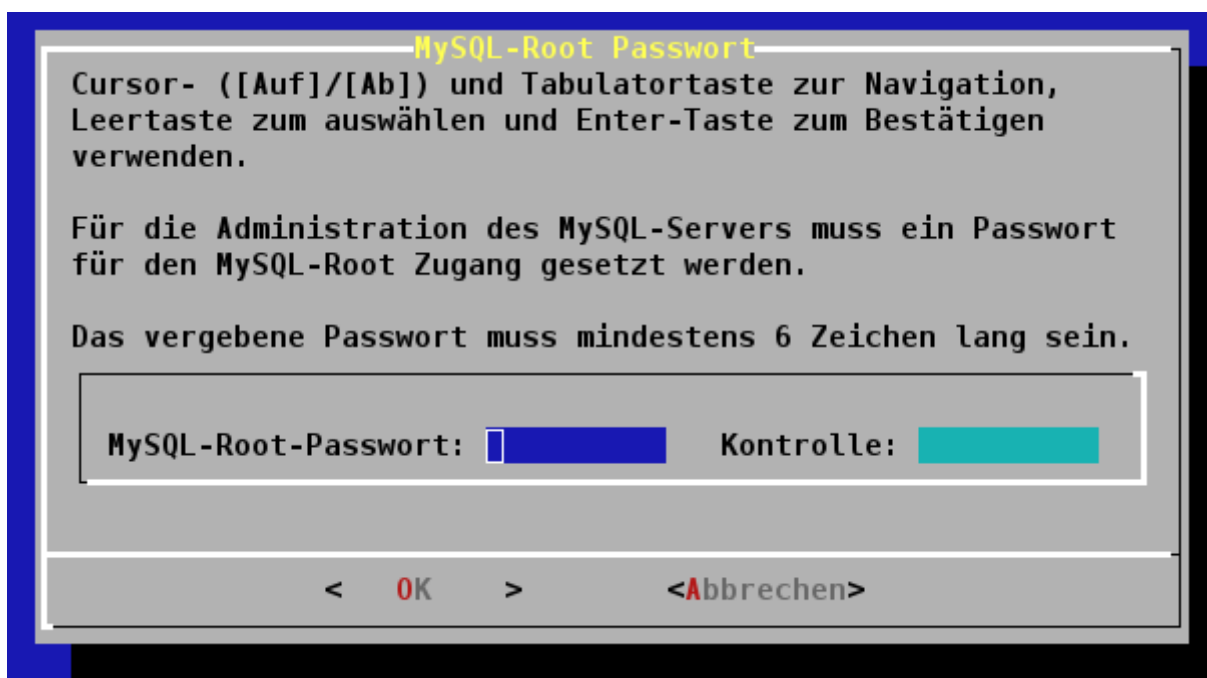 MySQL-Root Passwort
Cursor- ([Auf]/[Ab]) und Tabulatortaste zur Navigation,
Leertaste zum auswählen und Enter-Taste zum Bestätigen
verwenden.
Für die Administration des MySQL-Servers muss ein Passwort
für den MySQL-Root Zugang gesetzt werden.
Das vergebene Passwort muss mindestens 6 Zeichen lang sein.
MySQL-Root-Passwort: Kontrolle:
< OK > <Abbrechen>